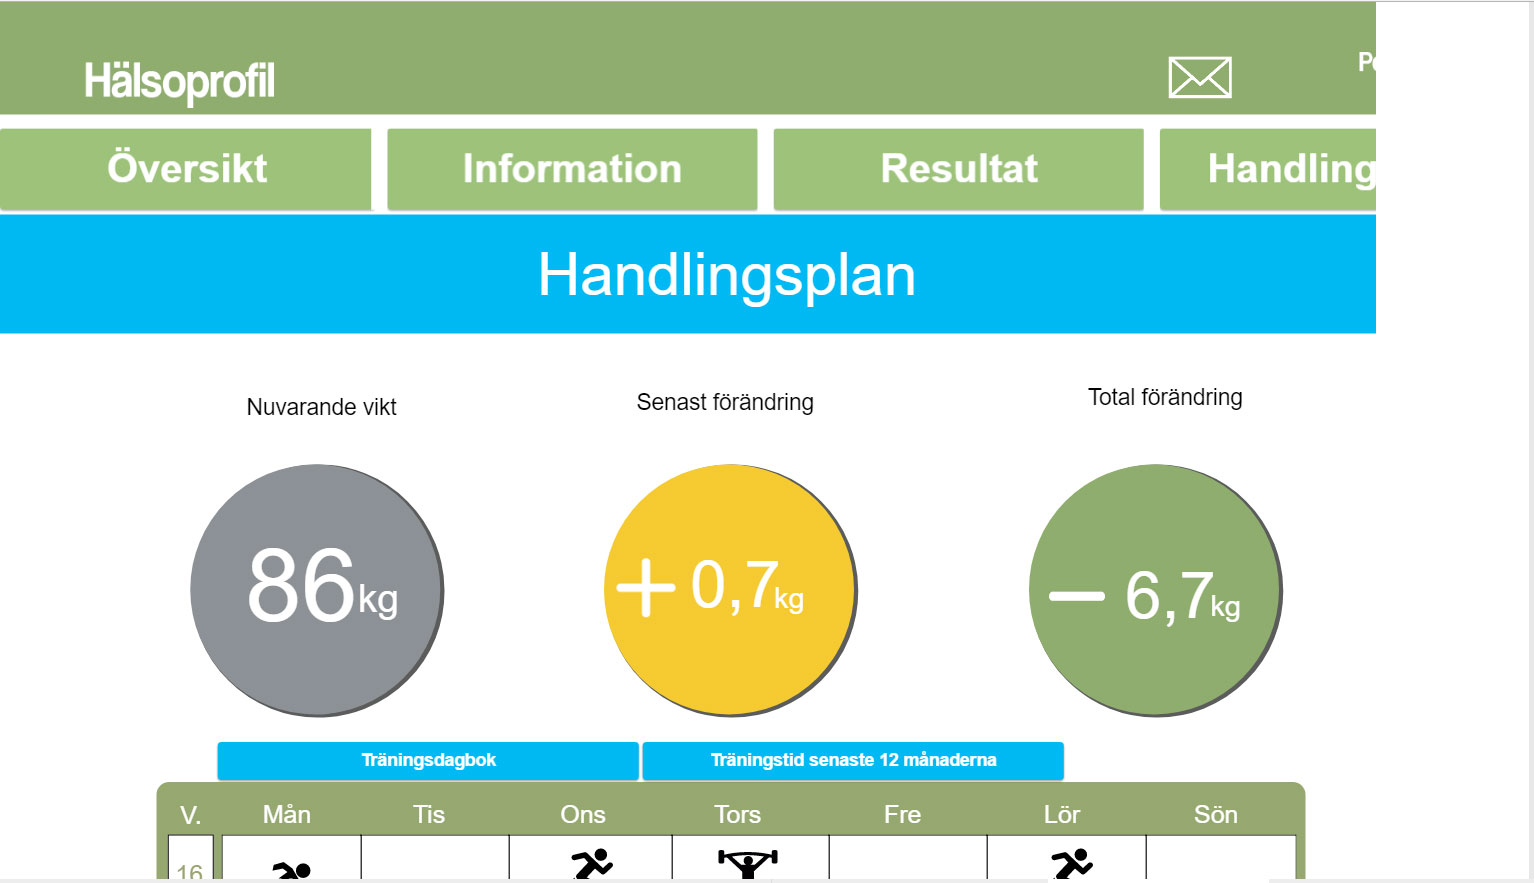 Hälsoprofil
Översikt Information Resultat Handling
Handlingsplan
Nuvarande vikt Senast förändring Total förändring
86kg + 0,7kg − 6,7kg
Träningsdagbok Träningstid senaste 12 månaderna
V. Mån Tis Ons Tors Fre Lör Sön
16